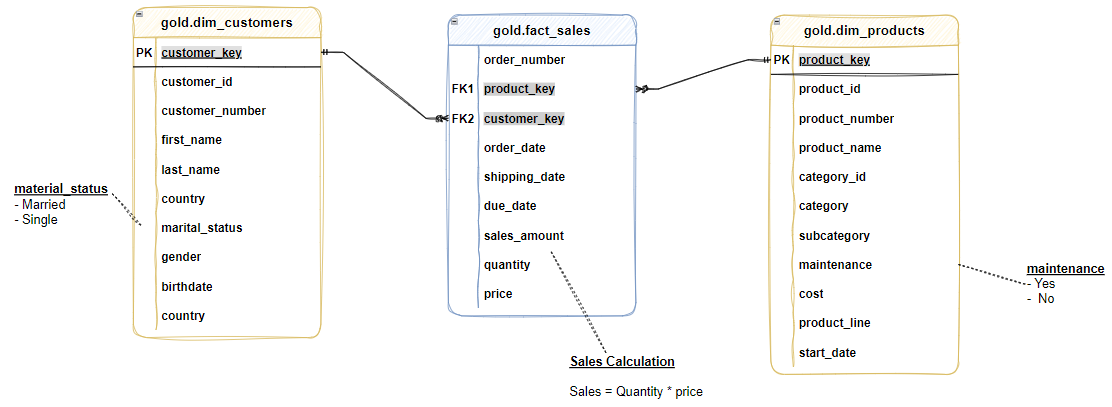 gold.dim_customers
PK customer_key
customer_id
customer_number
first_name
last_name
country
marital_status
gender
birthdate
country
material_status
- Married
- Single
gold.fact_sales
order_number
FK1 product_key
FK2 customer_key
order_date
shipping_date
due_date
sales_amount
quantity
price
Sales Calculation
Sales = Quantity * price
gold.dim_products
PK product_key
product_id
product_number
product_name
category_id
category
subcategory
maintenance
cost
product_line
start_date
maintenance
- Yes
- No